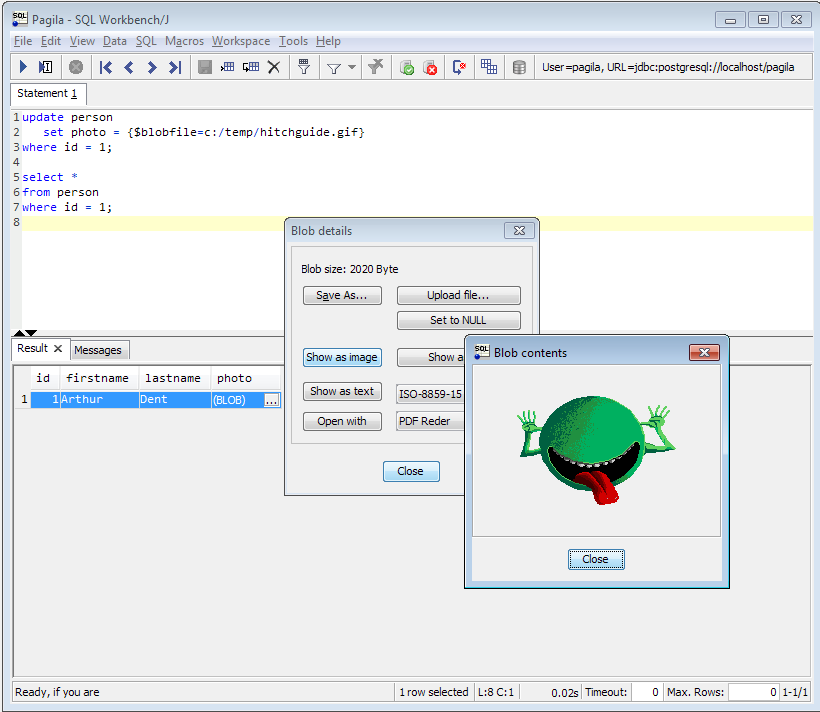 SQL Pagila - SQL Workbench/J
File Edit View Data SQL Macros Workspace Tools Help
User=pagila, URL=jdbc:postgresql://localhost/pagila
Statement 1
1 update person
2 set photo = {$blobfile=c:/temp/hitchguide.gif}
3 where id = 1;
4
5 select *
6 from person
7 where id = 1;
8
Blob details
Blob size: 2020 Byte
Save As... Upload file...
Set to NULL
Show as image Show a
Show as text ISO-8859-15
Open with PDF Reder
Close
SQL Blob contents
Close
Result Messages
id firstname lastname photo
1 1 Arthur Dent (BLOB) ...
Ready, if you are 1 row selected L:8 C:1 0.02s Timeout: 0 Max. Rows: 0 1-1/1